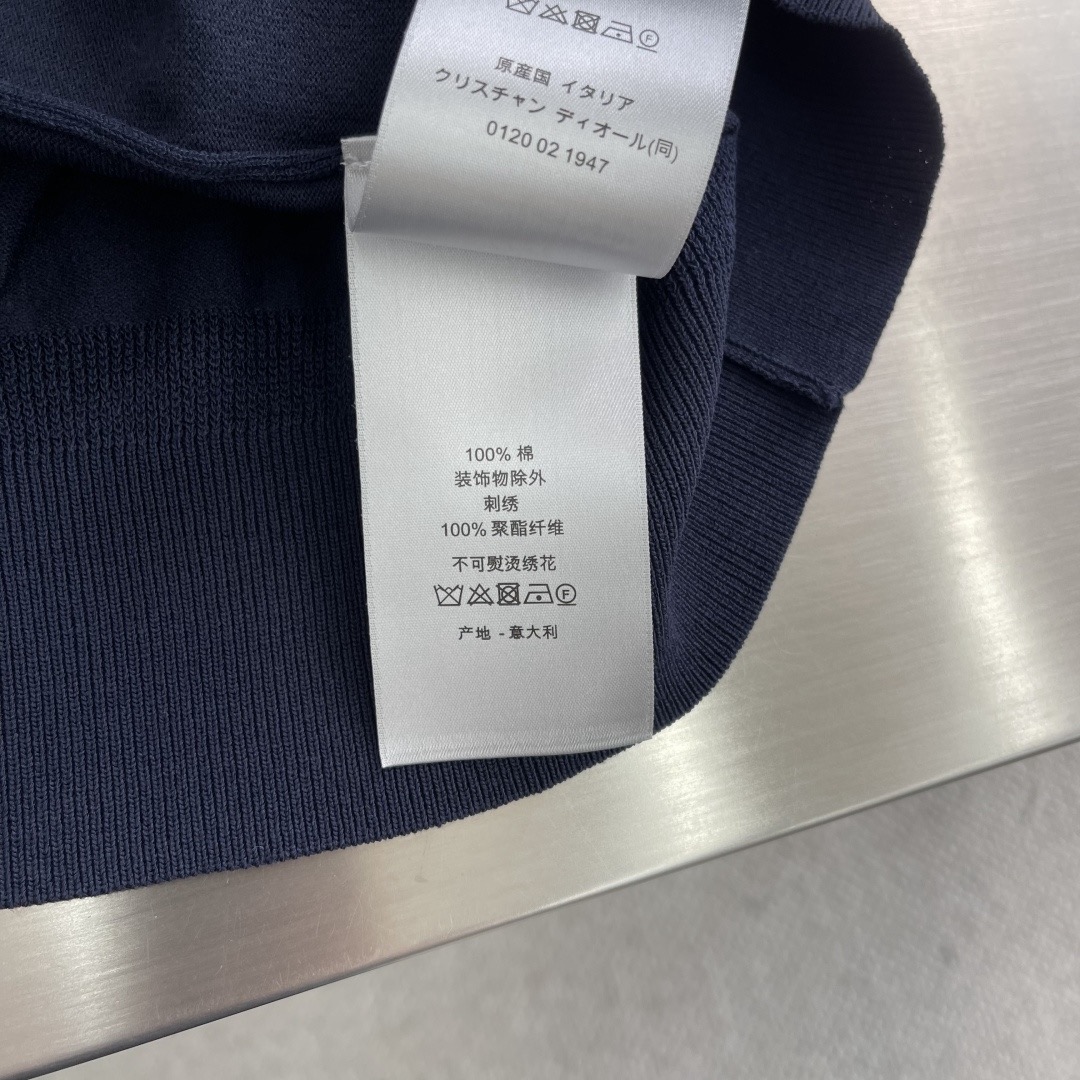 原産国 イタリア
クリスチャン ディオール(同)
0120 02 1947
100% 棉
装饰物除外
刺绣
100% 聚酯纤维
不可熨烫绣花
产地 - 意大利